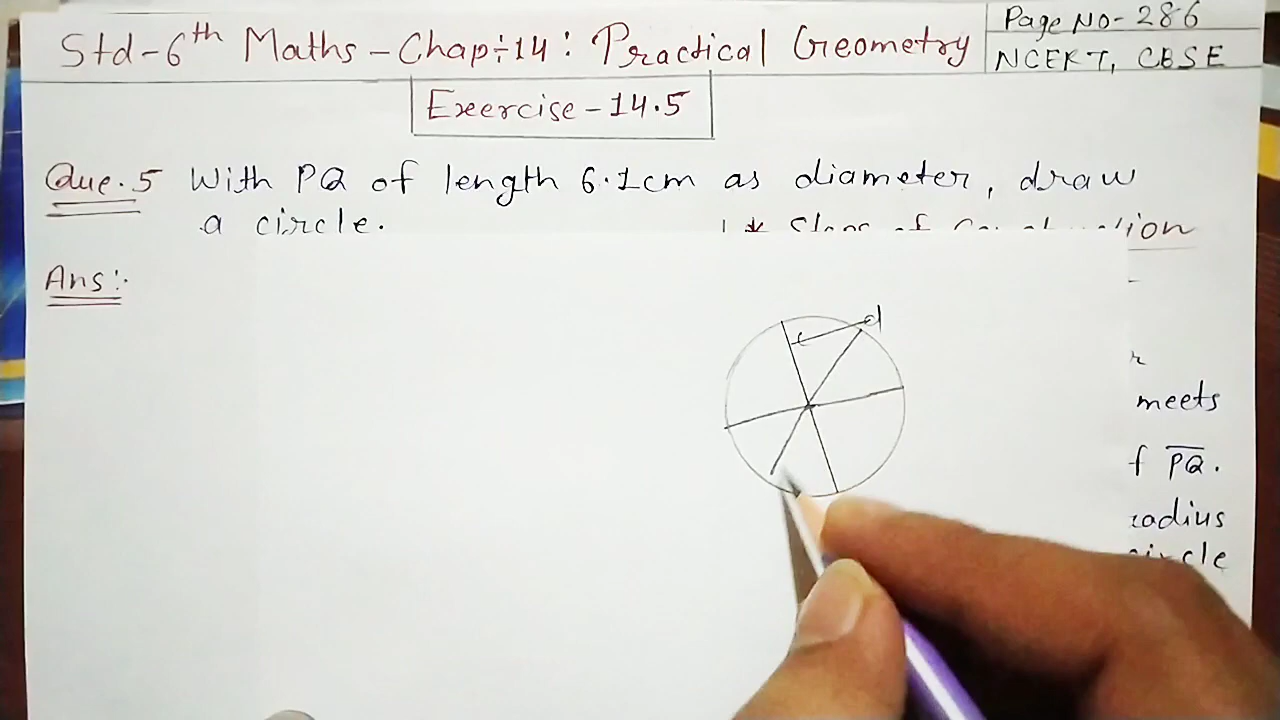 Std-6th Maths - Chap÷14: Practical Geometry
Page No- 286
NCERT, CBSE
Exercise-14.5
Que.5 With PQ of length 6.1cm as diameter, draw
a circle.
Ans:-
d
meets
f PQ.
radius
circle